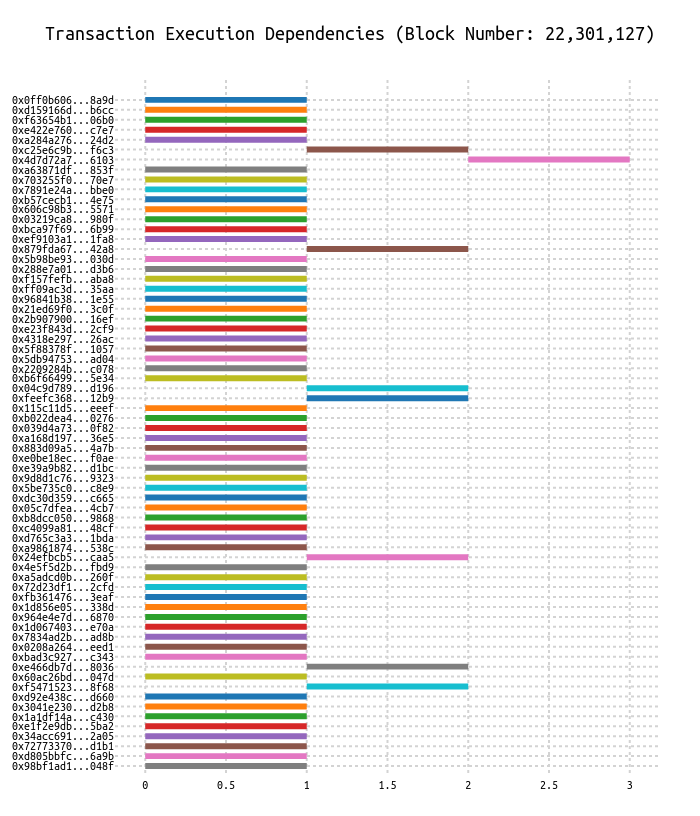 Transaction Execution Dependencies (Block Number: 22,301,127)
0x0ff0b606...8a9d
0xd159166d...b6cc
0xf63654b1...06b0
0xe422e760...c7e7
0xa284a276...24d2
0xc25e6c9b...f6c3
0x4d7d72a7...6103
0xa63871df...853f
0x703255f0...70e7
0x7891e24a...bbe0
0xb57cecb1...4e75
0x606c98b3...5571
0x03219ca8...980f
0xbca97f69...6b99
0xef9103a1...1fa8
0x879fda67...42a8
0x5b98be93...030d
0x288e7a01...d3b6
0xf157fefb...aba8
0xff09ac3d...35aa
0x96841b38...1e55
0x21ed69f0...3c0f
0x2b907900...16ef
0xe23f843d...2cf9
0x4318e297...26ac
0x5f88378f...1057
0x5db94753...ad04
0x2209284b...c078
0xb6f66499...5e34
0x04c9d789...d196
0xfeefc368...12b9
0x115c11d5...eeef
0xb022dea4...0276
0x039d4a73...0f82
0xa168d197...36e5
0x883d09a5...4a7b
0xe0be18ec...f0ae
0xe39a9b82...d1bc
0x9d8d1c76...9323
0x5be735c0...c8e9
0xdc30d359...c665
0x05c7dfea...4cb7
0xb8dcc050...9868
0xc4099a81...48cf
0xd765c3a3...1bda
0xa9861874...538c
0x24efbcb5...caa5
0x4e5f5d2b...fbd9
0xa5adcd0b...260f
0x72d23df1...2cfd
0xfb361476...3eaf
0x1d856e05...338d
0x964e4e7d...6870
0x1d067403...e70a
0x7834ad2b...ad8b
0x0208a264...eed1
0xbad3c927...c343
0xe466db7d...8036
0x60ac26bd...047d
0xf5471523...8f68
0xd92e438c...d660
0x3041e230...d2b8
0x1a1df14a...c430
0xe1f2e9db...5ba2
0x34acc691...2a05
0x72773370...d1b1
0xd805bbfc...6a9b
0x98bf1ad1...048f
0 0.5 1 1.5 2 2.5 3